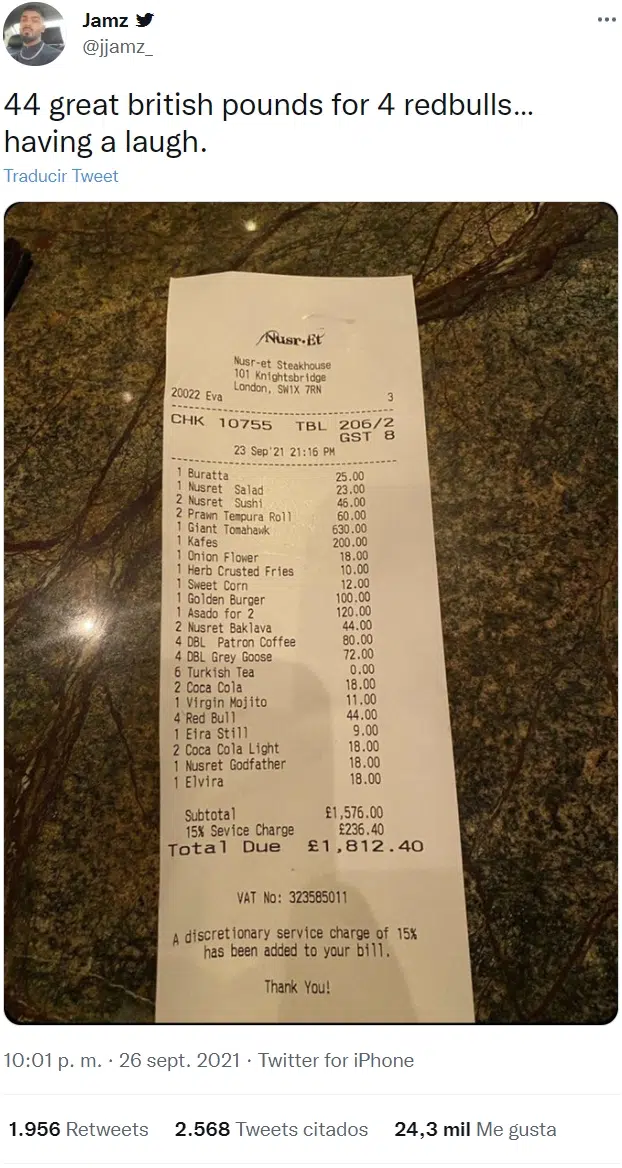 Jamz
@jjamz_
44 great british pounds for 4 redbulls...
having a laugh.
Traducir Tweet
Nusr-Et
Nusr-et Steakhouse
101 Knightsbridge
London, SW1X 7RN
20022 Eva 3
CHK 10755 TBL 206/2
GST 8
23 Sep'21 21:16 PM
1 Buratta 25.00
1 Nusret Salad 23.00
2 Nusret Sushi 46.00
2 Prawn Tempura Roll 60.00
1 Giant Tomahawk 630.00
1 Kafes 200.00
1 Onion Flower 18.00
1 Herb Crusted Fries 10.00
1 Sweet Corn 12.00
1 Golden Burger 100.00
1 Asado for 2 120.00
2 Nusret Baklava 44.00
4 DBL Patron Coffee 80.00
4 DBL Grey Goose 72.00
6 Turkish Tea 0.00
2 Coca Cola 18.00
1 Virgin Mojito 11.00
4 Red Bull 44.00
1 Eira Still 9.00
2 Coca Cola Light 18.00
1 Nusret Godfather 18.00
1 Elvira 18.00
Subtotal £1,576.00
15% Sevice Charge £236.40
Total Due £1,812.40
VAT No: 323585011
A discretionary service charge of 15%
has been added to your bill.
Thank You!
10:01 p. m. · 26 sept. 2021 · Twitter for iPhone
1.956 Retweets 2.568 Tweets citados 24,3 mil Me gusta